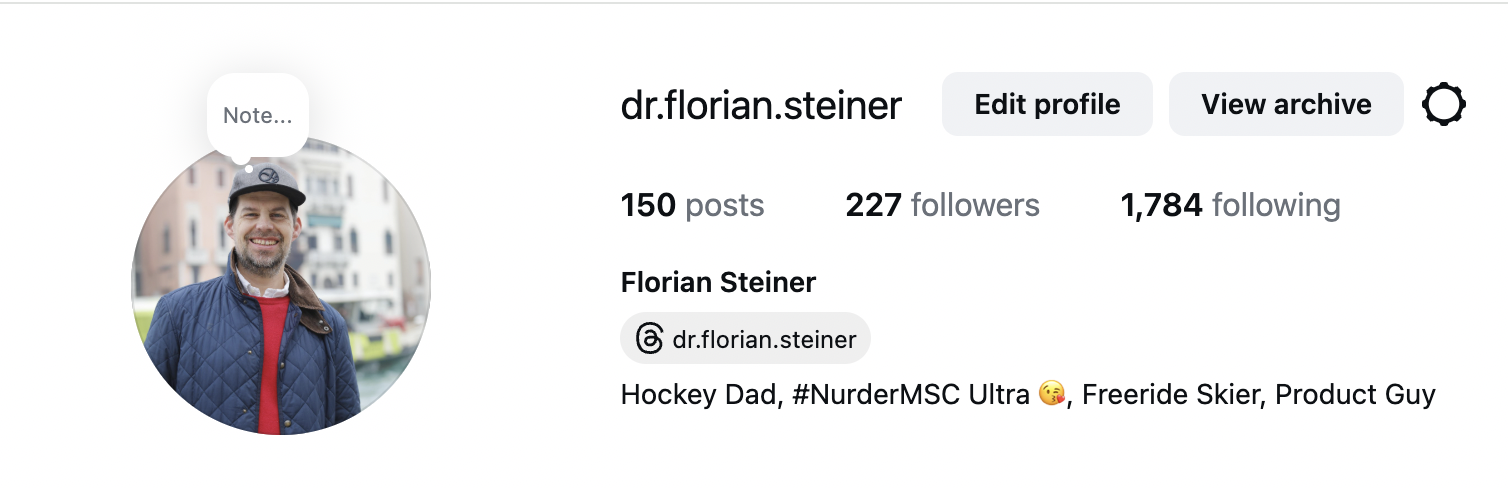 Note...
dr.florian.steiner Edit profile View archive
150 posts 227 followers 1,784 following
Florian Steiner
dr.florian.steiner
Hockey Dad, #NurderMSC Ultra 😘, Freeride Skier, Product Guy